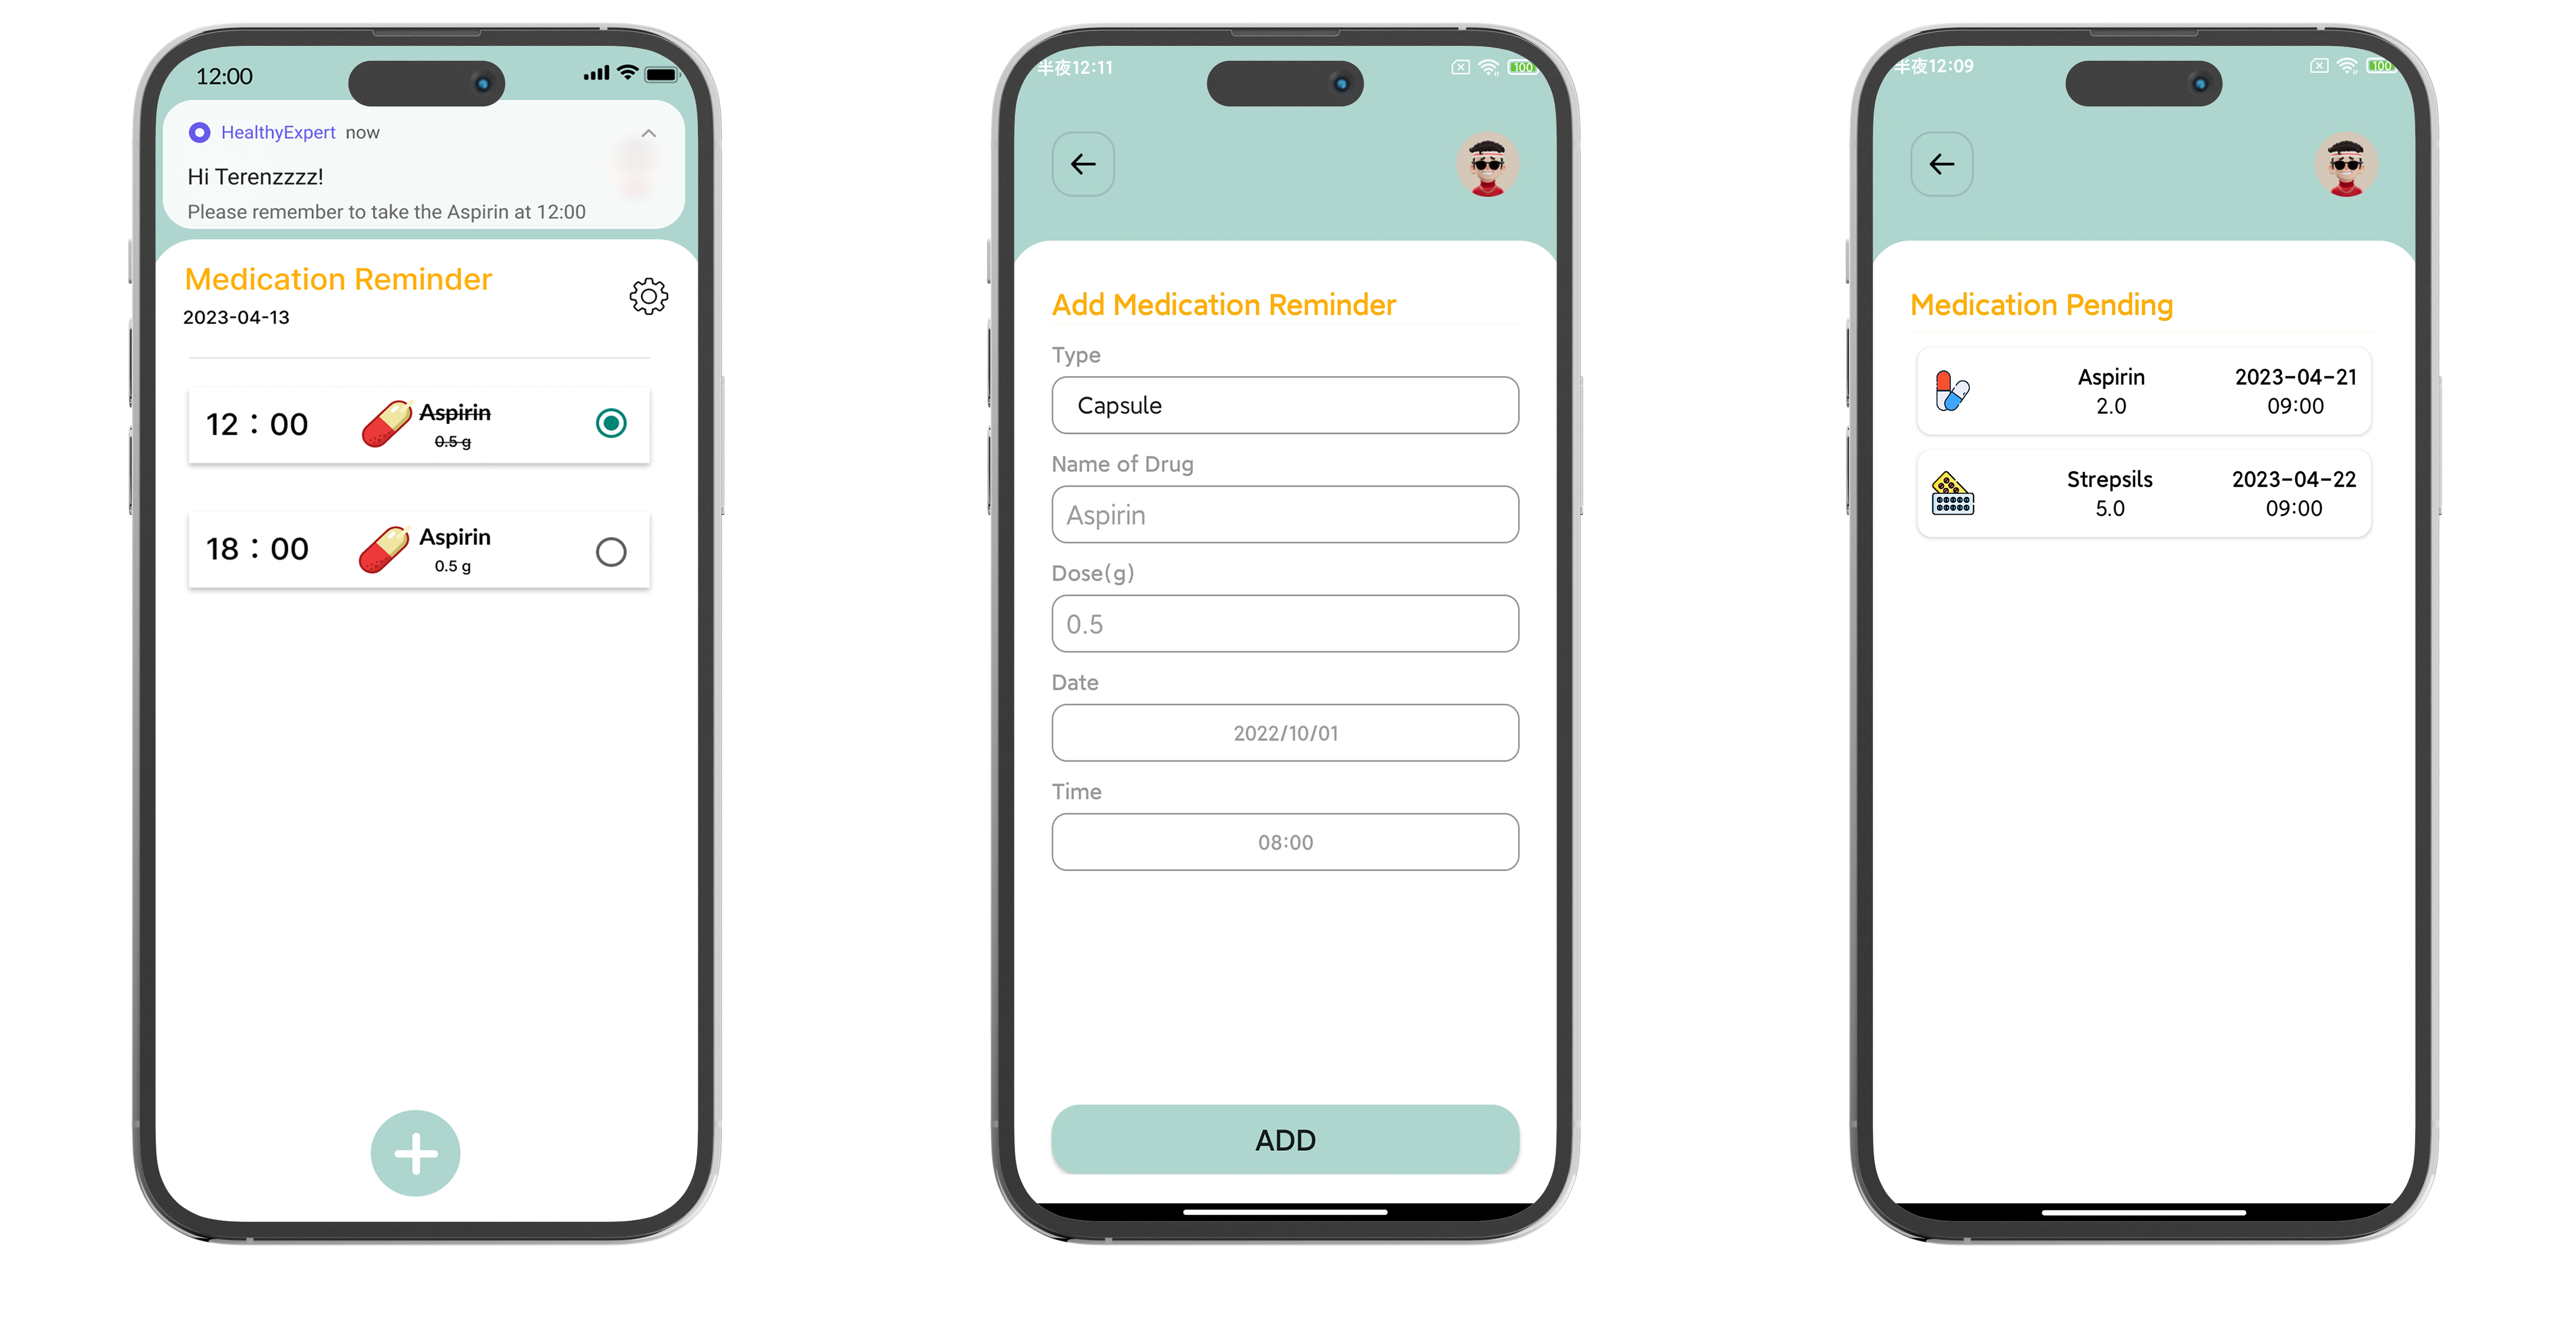 12:00
HealthyExpert now
Hi Terenzzzz!
Please remember to take the Aspirin at 12:00
Medication Reminder
2023-04-13
12 : 00
Aspirin
0.5 g
18 : 00
Aspirin
0.5 g
半夜12:11
100
Add Medication Reminder
Type
Capsule
Name of Drug
Aspirin
Dose(g)
0.5
Date
2022/10/01
Time
08:00
ADD
半夜12:09
100
Medication Pending
Aspirin
2023-04-21
2.0
09:00
Strepsils
2023-04-22
5.0
09:00